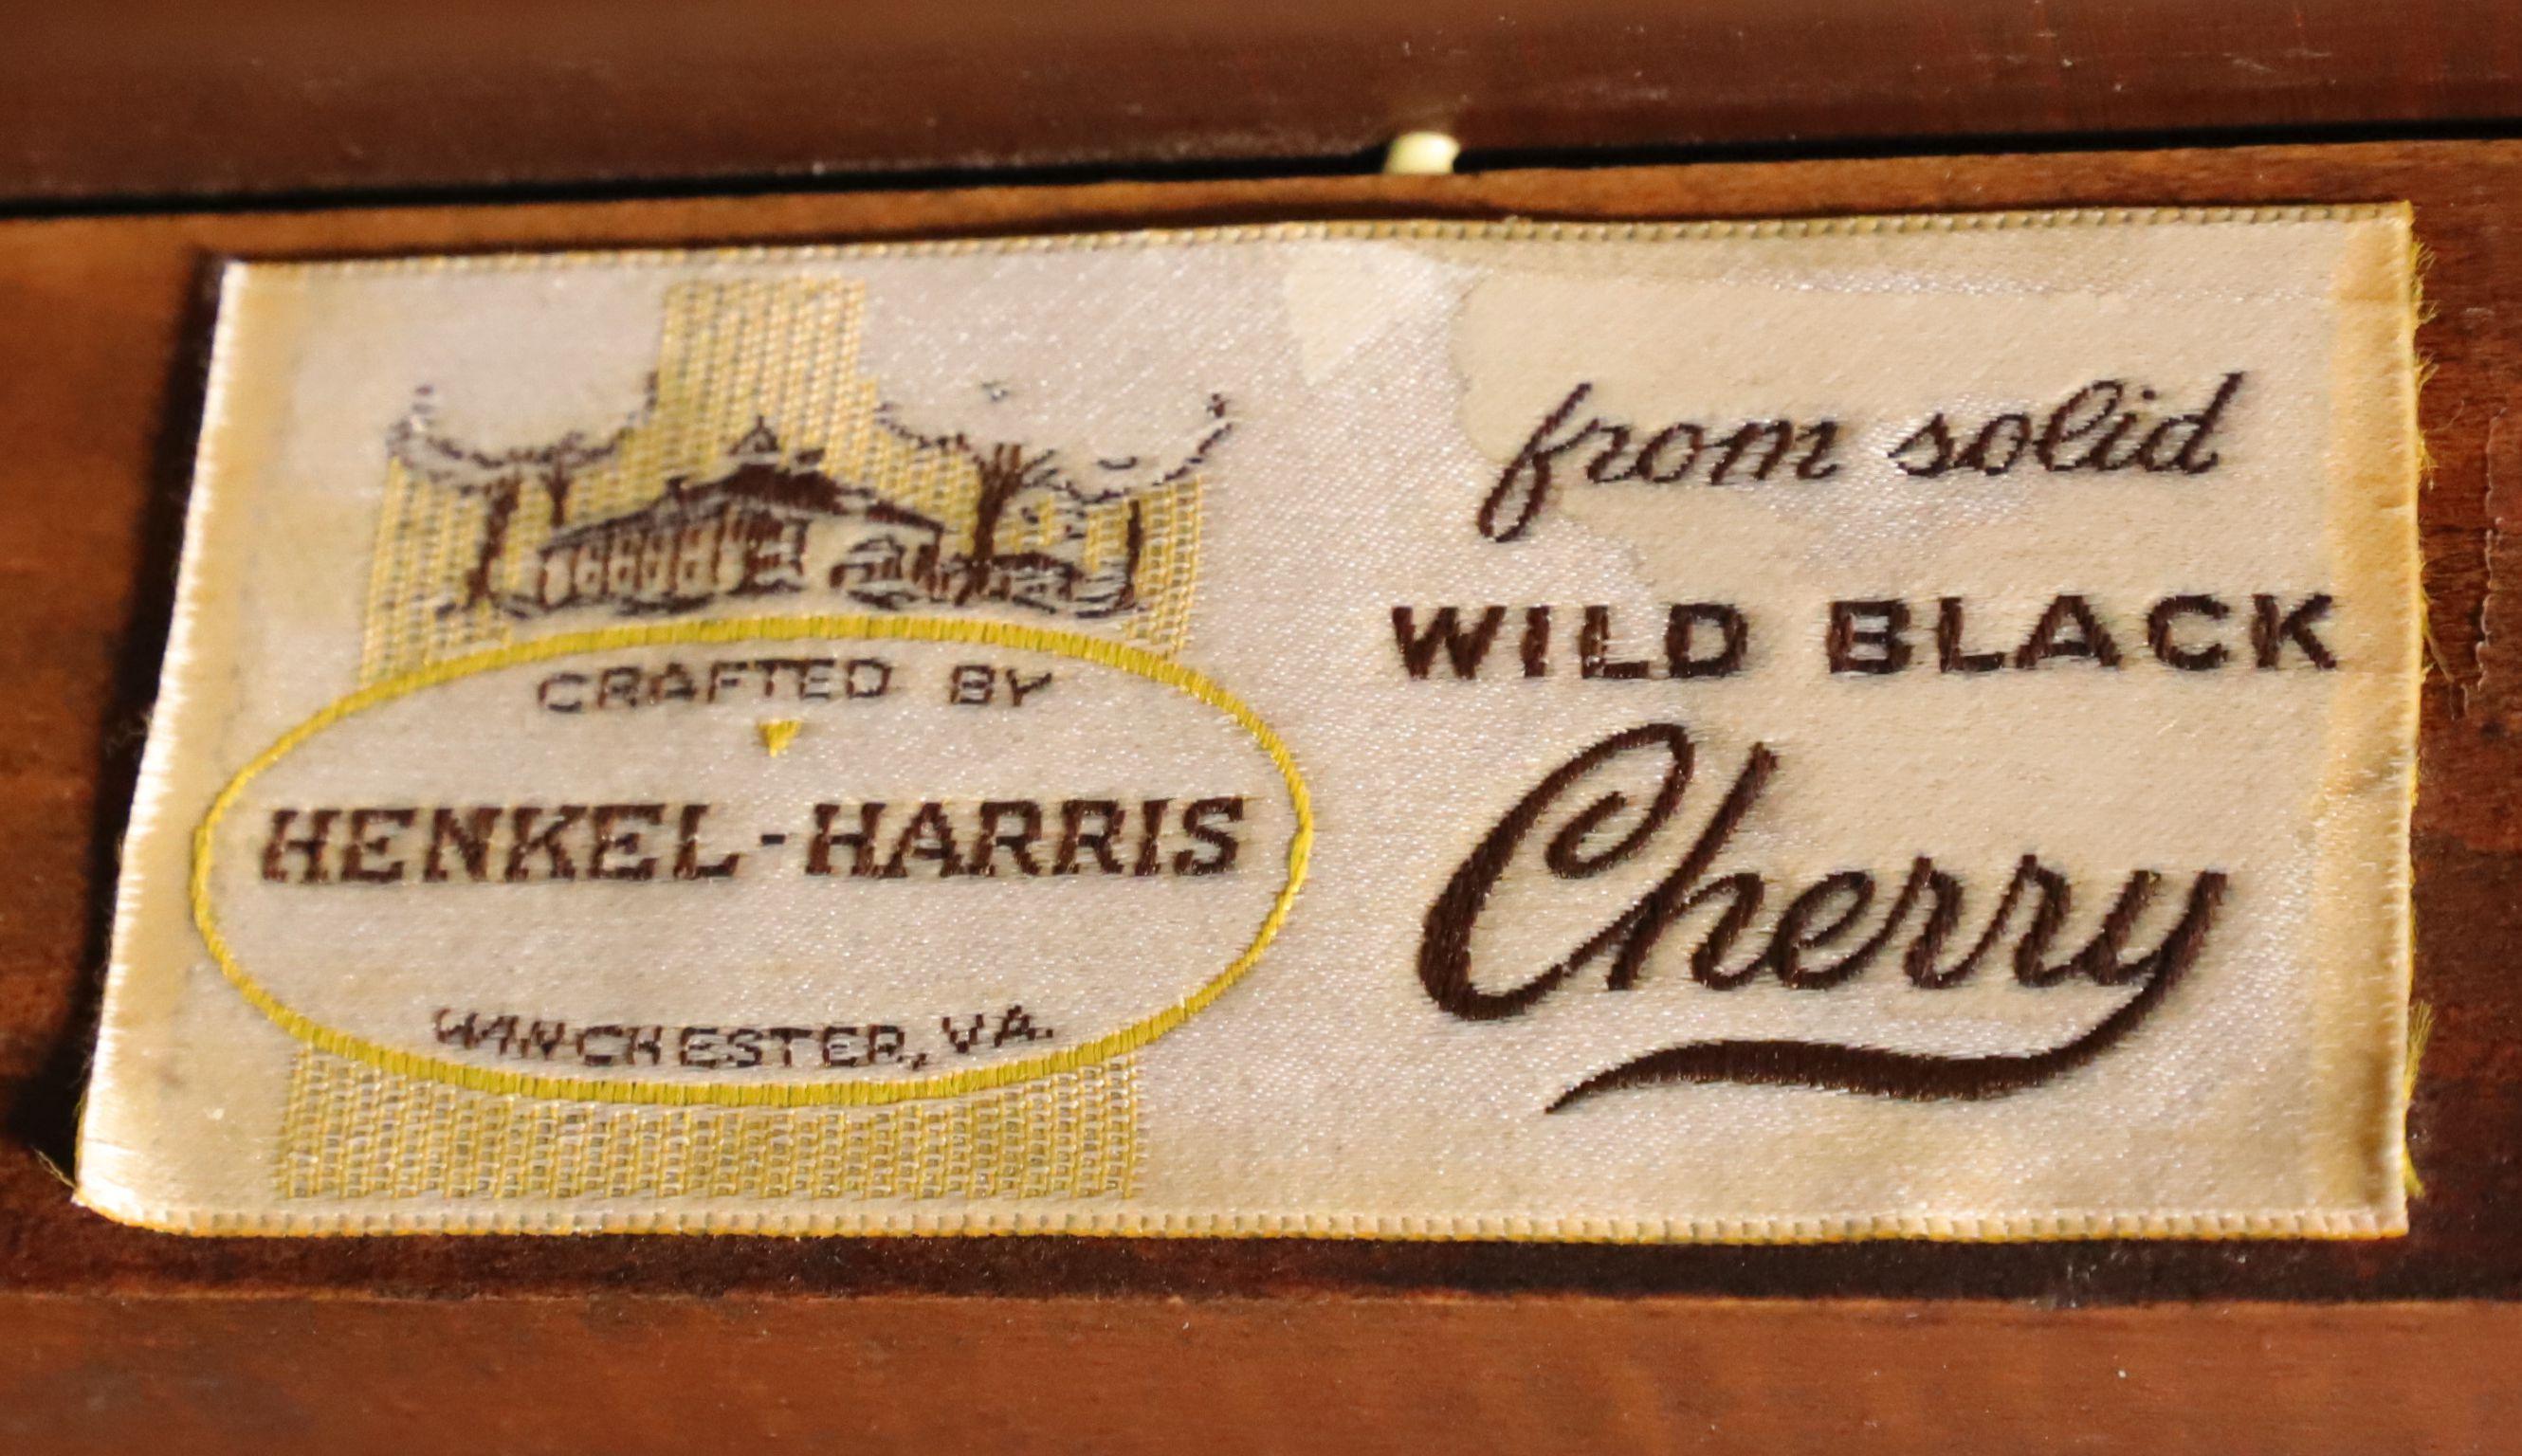 CRAFTED BY
HENKEL-HARRIS
WINCHESTER, VA.
from solid
WILD BLACK
Cherry